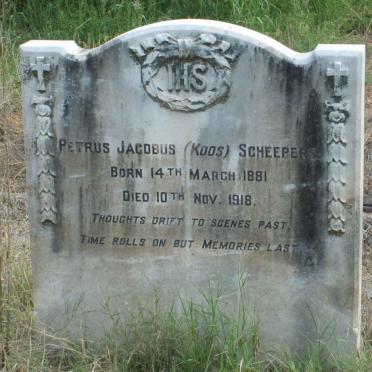 IHS
PETRUS JACOBUS (KOOS) SCHEEPERS
BORN 14TH MARCH 1881
DIED 10TH NOV. 1918.
THOUGHTS DRIFT TO SCENES PAST,
TIME ROLLS ON BUT MEMORIES LAST